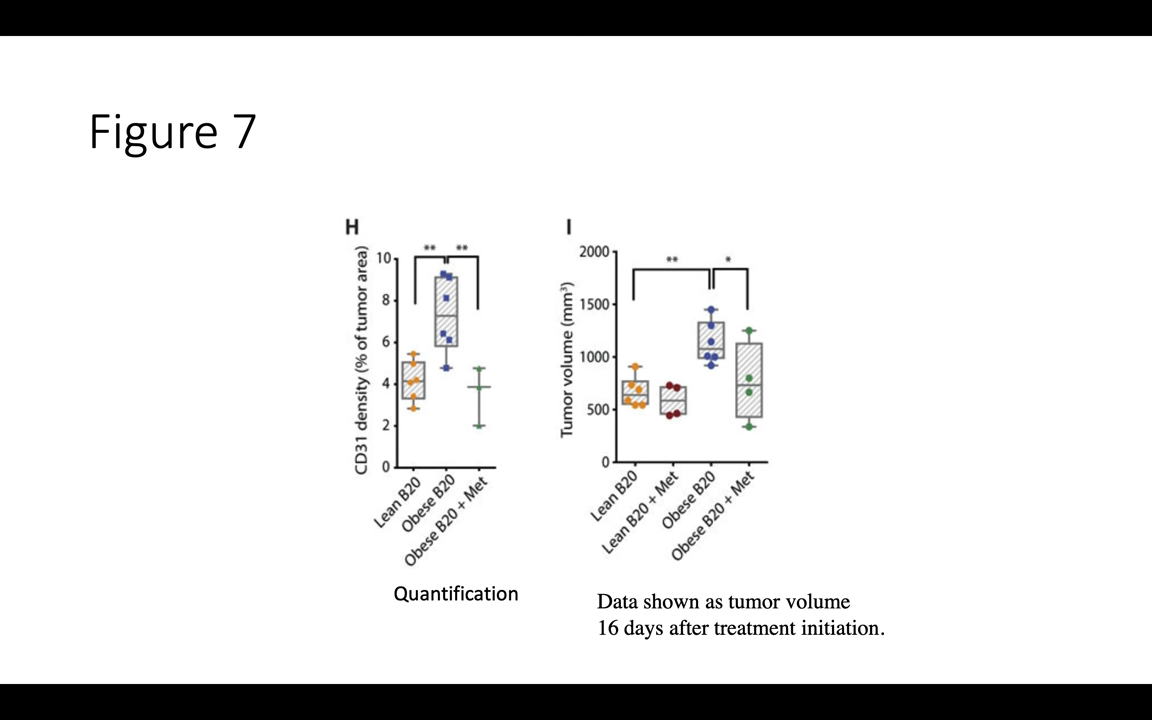 Figure 7
H
CD31 density (% of tumor area)
10
8
6
4
2
0
**
**
Lean B20
Obese B20
Obese B20 + Met
Quantification
I
Tumor volume (mm³)
2000
1500
1000
500
0
**
*
Lean B20
Lean B20 + Met
Obese B20
Obese B20 + Met
Data shown as tumor volume
16 days after treatment initiation.